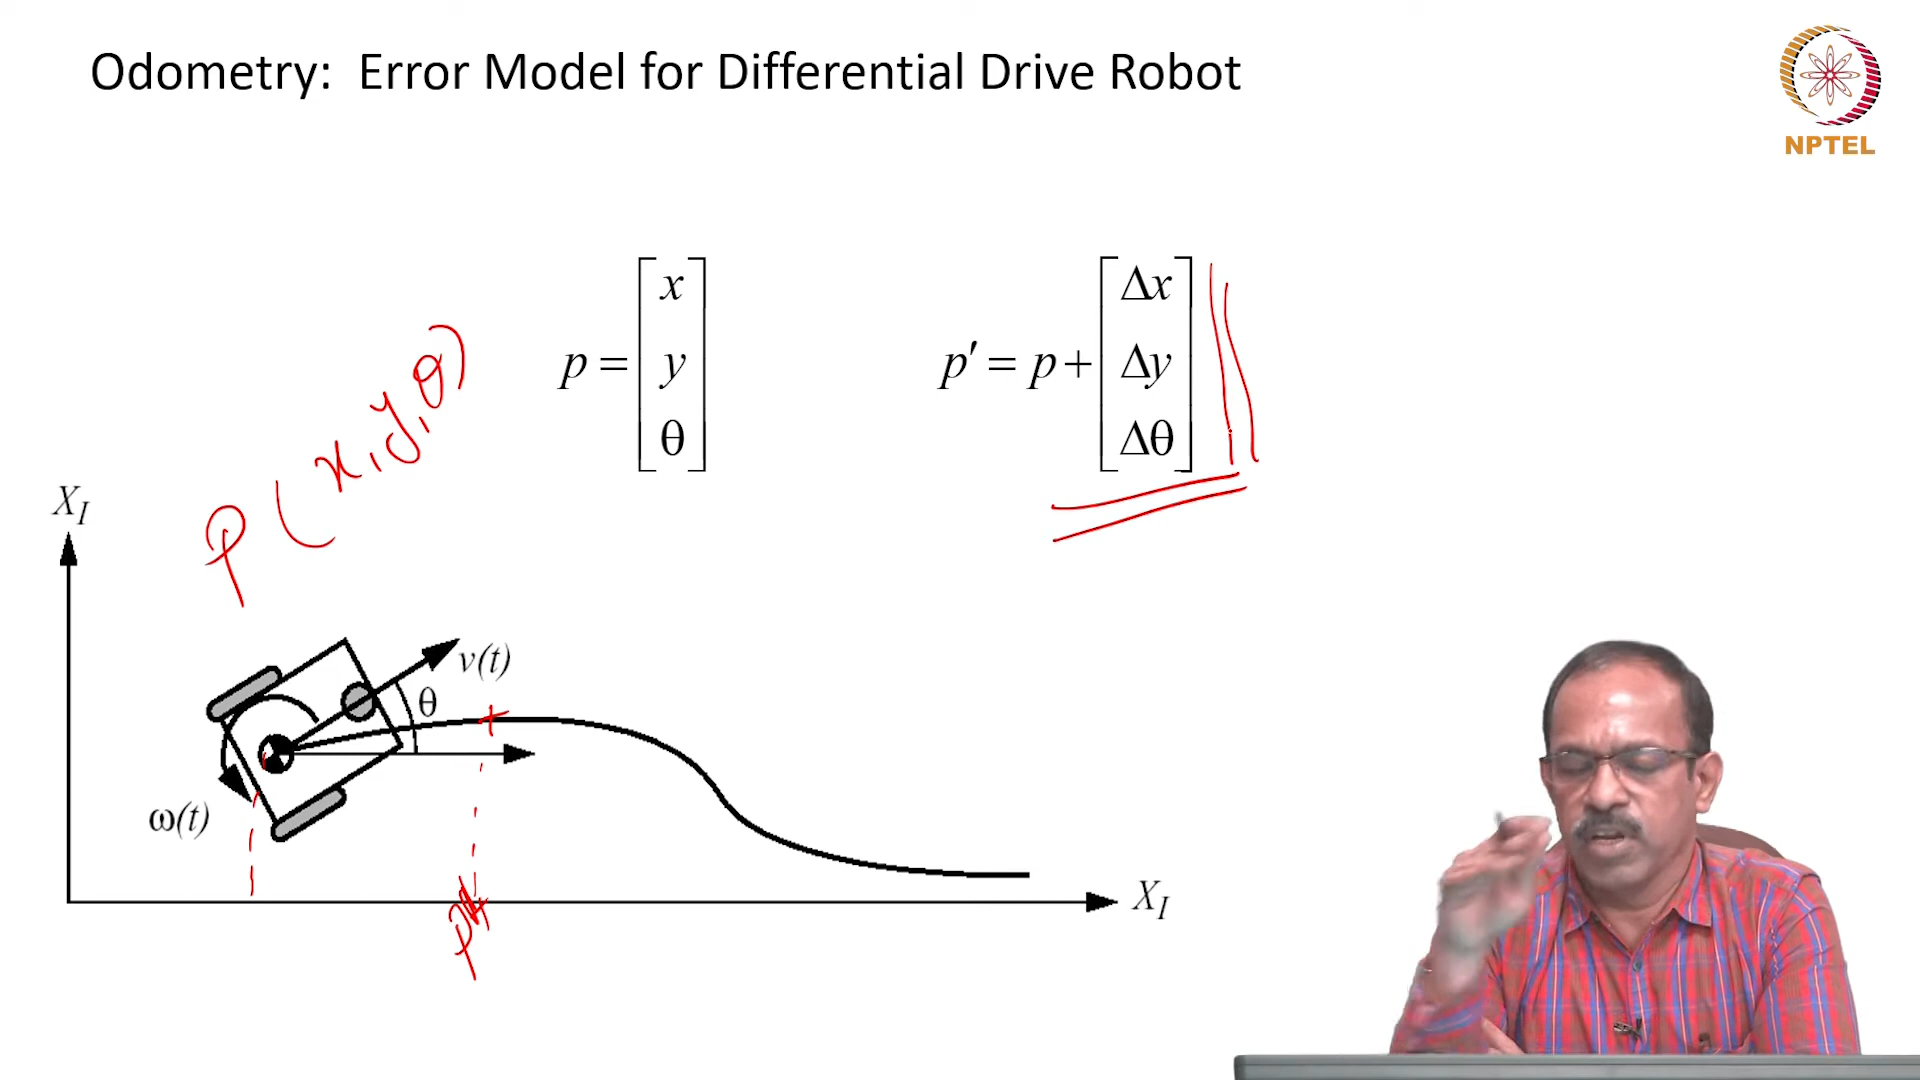 Odometry: Error Model for Differential Drive Robot
NPTEL
p = [x y θ]
p′ = p + [Δx Δy Δθ]
P (x, y, θ)
X_I
v(t)
θ
ω(t)
X_I